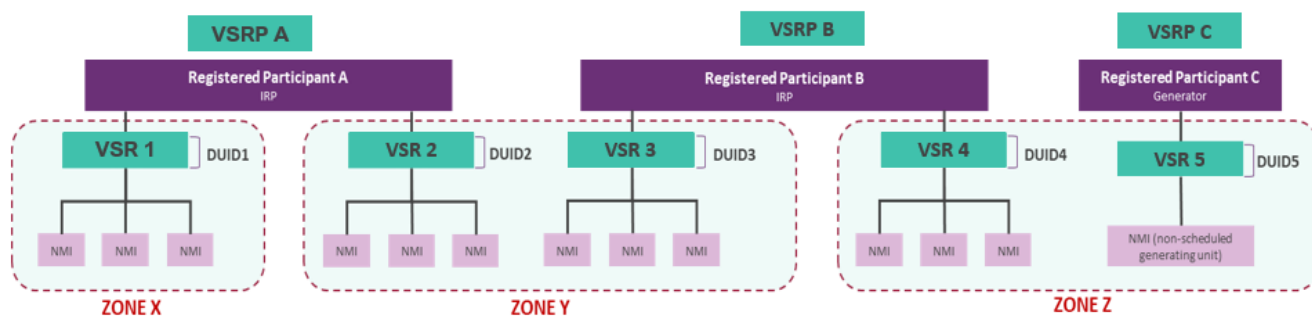 VSRP A
VSRP B
VSRP C
Registered Participant A
IRP
Registered Participant B
IRP
Registered Participant C
Generator
VSR 1
DUID1
VSR 2
DUID2
VSR 3
DUID3
VSR 4
DUID4
VSR 5
DUID5
NMI
NMI
NMI
NMI
NMI
NMI
NMI
NMI
NMI
NMI
NMI
NMI
NMI (non-scheduled
generating unit)
ZONE X
ZONE Y
ZONE Z